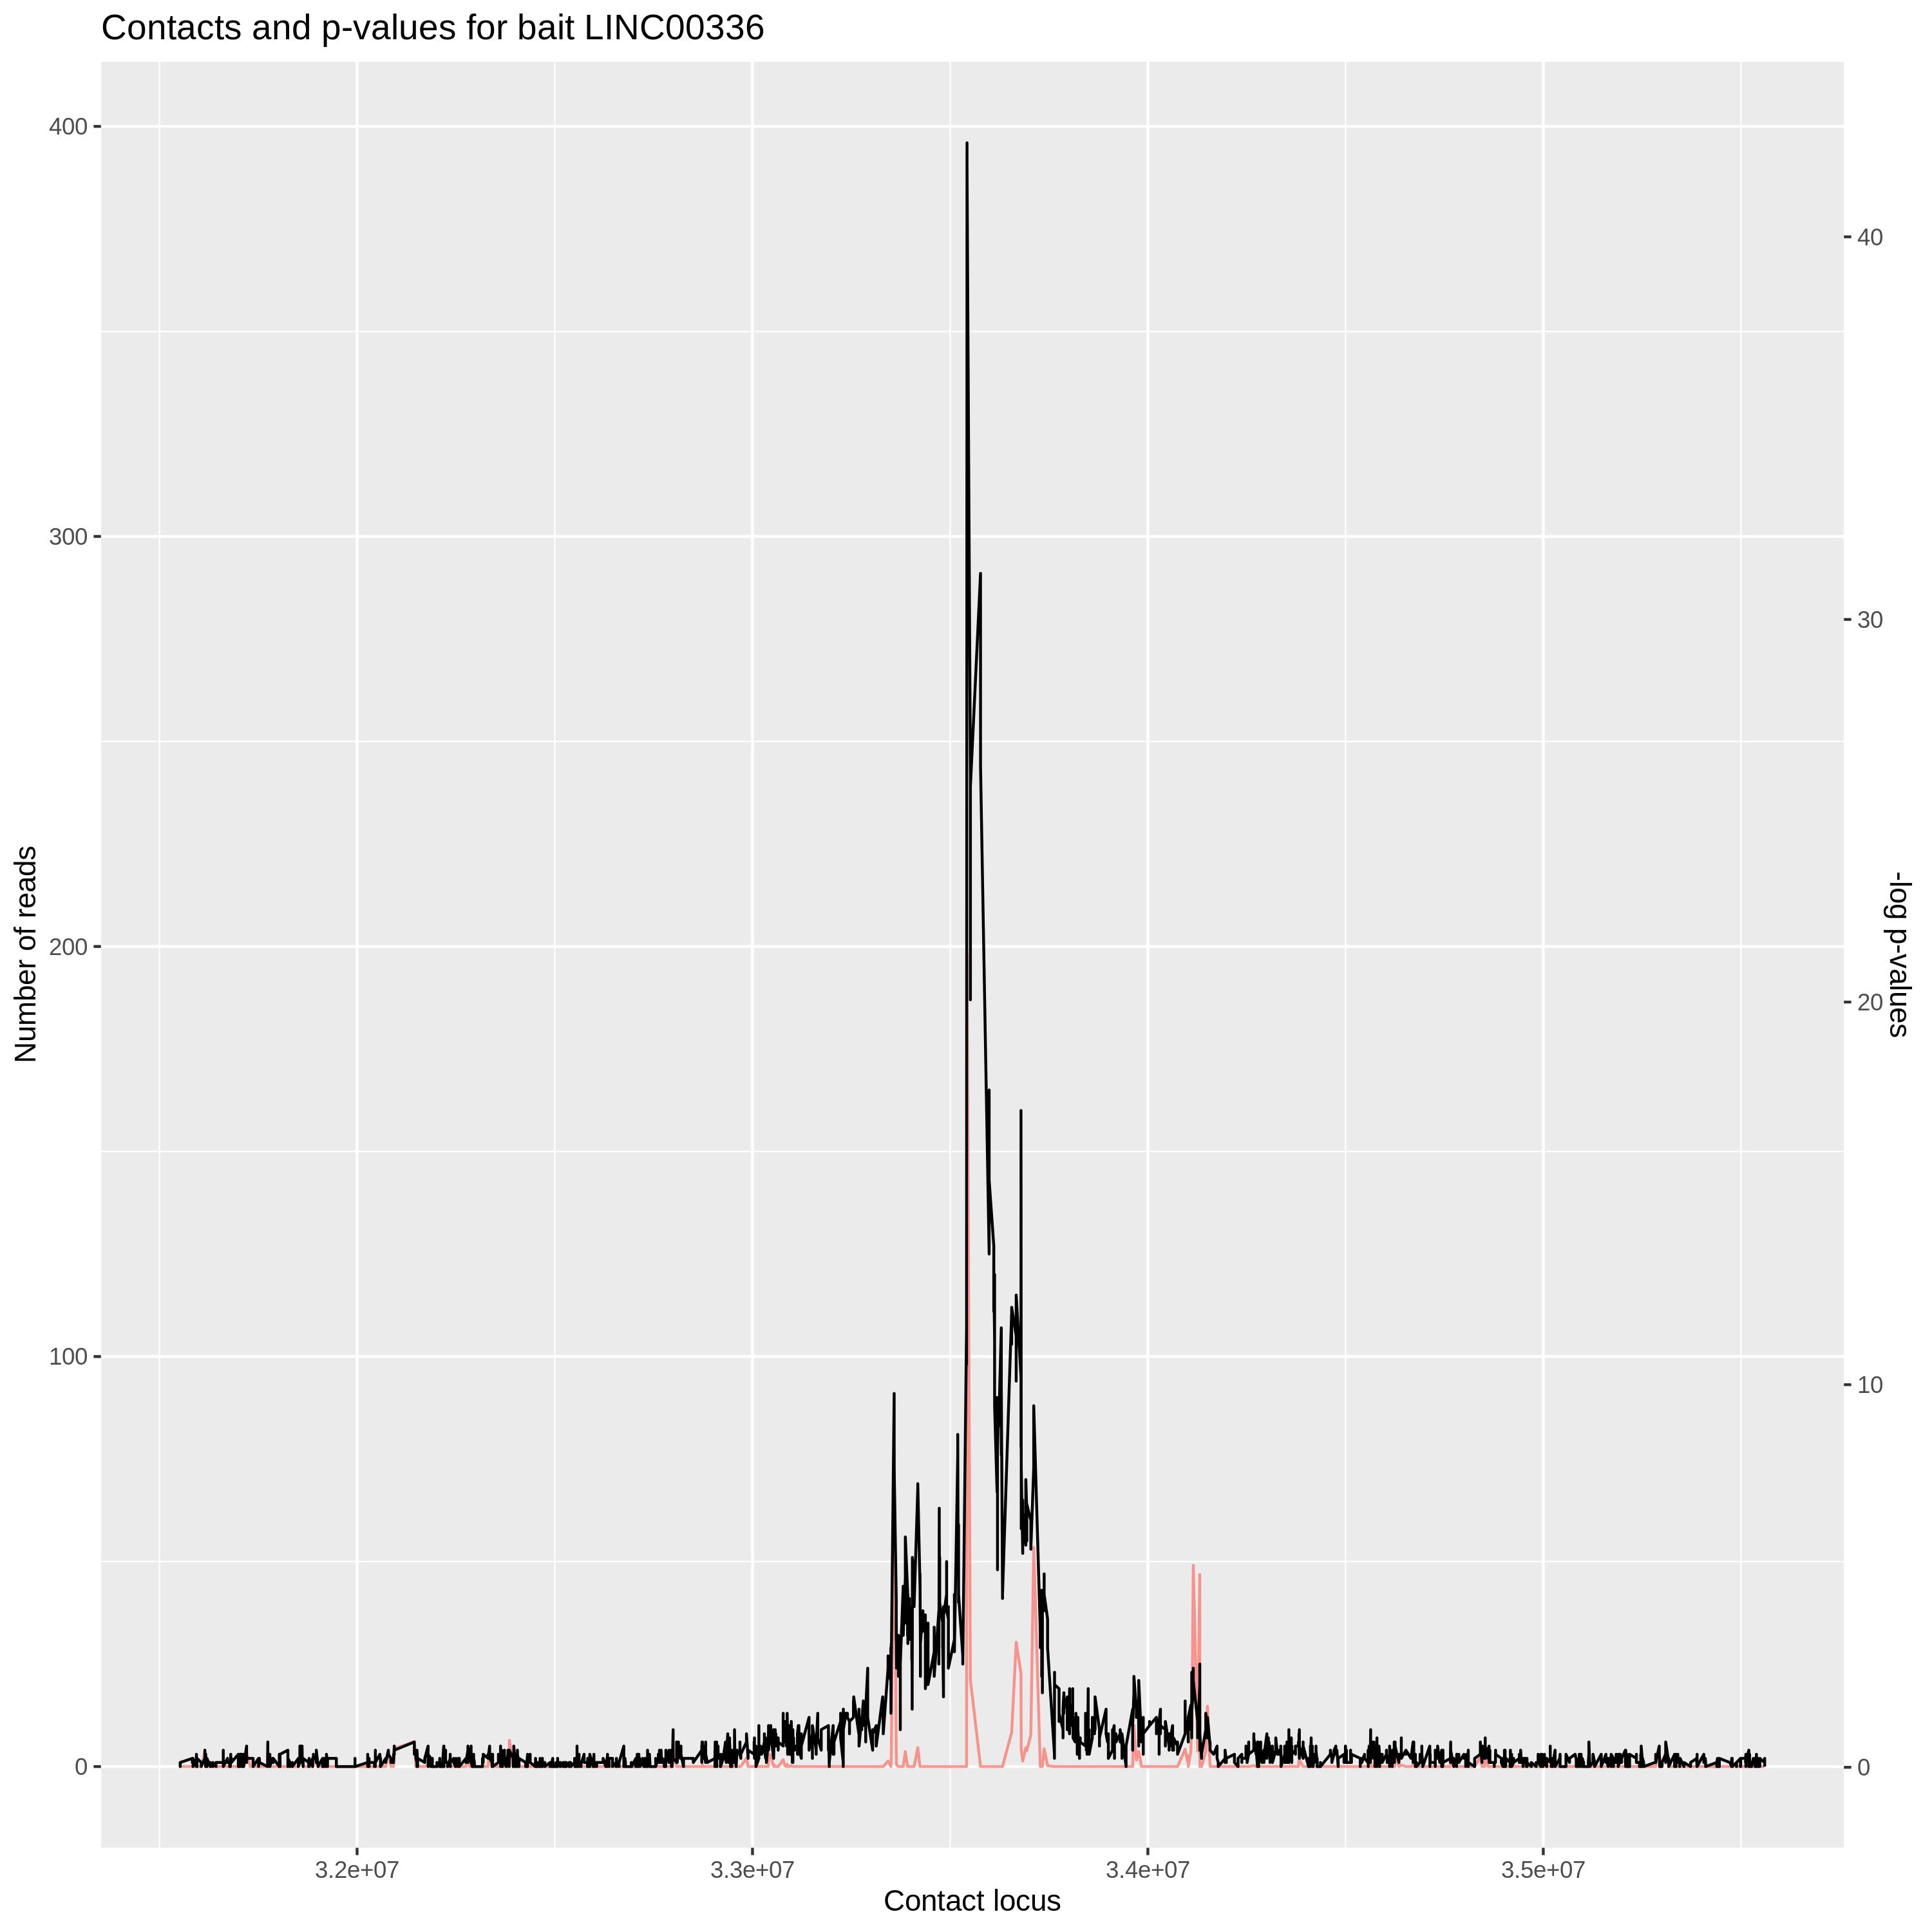 Contacts and p-values for bait LINC00336
400
300
200
100
0
Number of reads
40
30
20
10
0
-log p-values
3.2e+07
3.3e+07
3.4e+07
3.5e+07
Contact locus